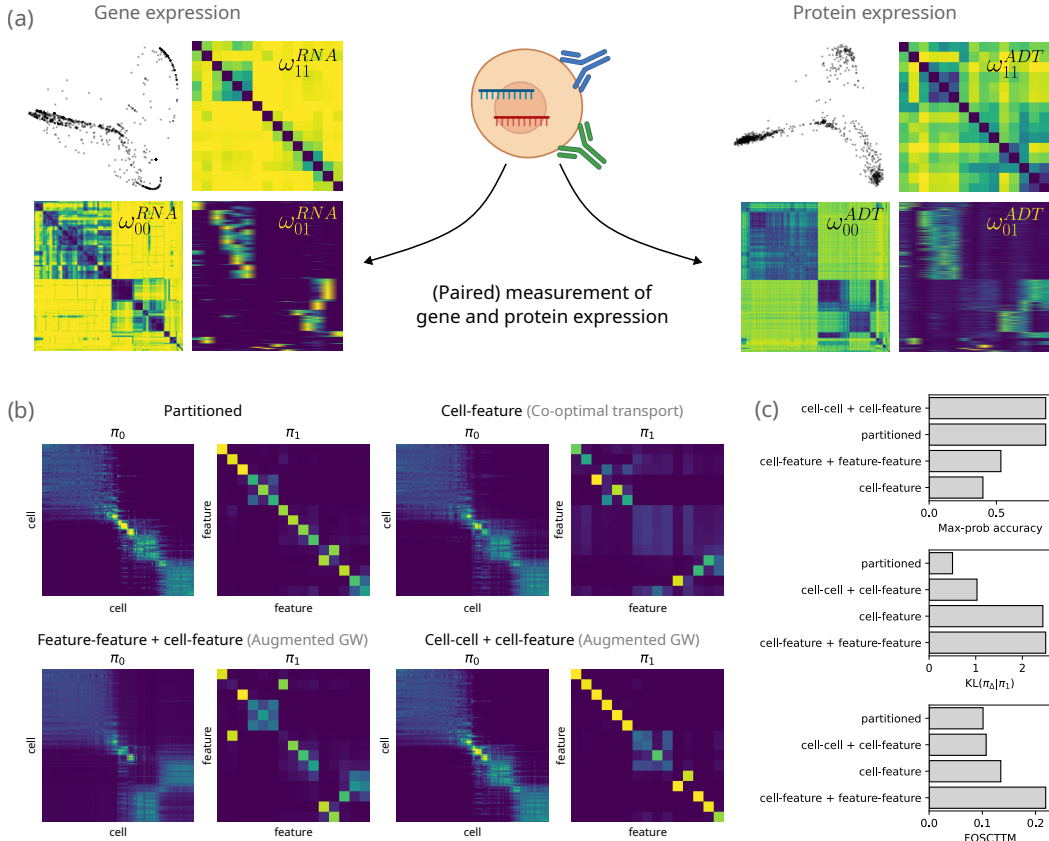 (a)
Gene expression
Protein expression
ω₁₁ᴿᴺᴬ
ω₁₁ᴬᴰᵀ
ω₀₀ᴿᴺᴬ
ω₀₁ᴿᴺᴬ
ω₀₀ᴬᴰᵀ
ω₀₁ᴬᴰᵀ
(Paired) measurement of
gene and protein expression
(b)
Partitioned
π₀
π₁
cell
cell
feature
feature
Cell-feature (Co-optimal transport)
π₀
π₁
cell
cell
feature
feature
Feature-feature + cell-feature (Augmented GW)
π₀
π₁
cell
cell
feature
feature
Cell-cell + cell-feature (Augmented GW)
π₀
π₁
cell
cell
feature
feature
(c)
cell-cell + cell-feature
partitioned
cell-feature + feature-feature
cell-feature
0.0 0.5
Max-prob accuracy
partitioned
cell-cell + cell-feature
cell-feature
cell-feature + feature-feature
0 1 2
KL(π_Δ|π₁)
partitioned
cell-cell + cell-feature
cell-feature
cell-feature + feature-feature
0.0 0.1 0.2
FOSCTTM